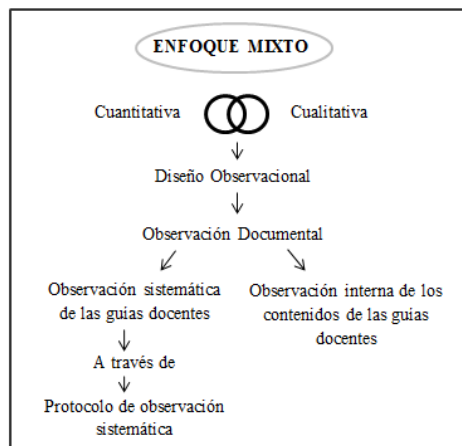 ENFOQUE MIXTO
Cuantitativa
Cualitativa
Diseño Observacional
Observación Documental
Observación sistemática
de las guías docentes
Observación interna de los
contenidos de las guías
docentes
A través de
Protocolo de observación
sistemática